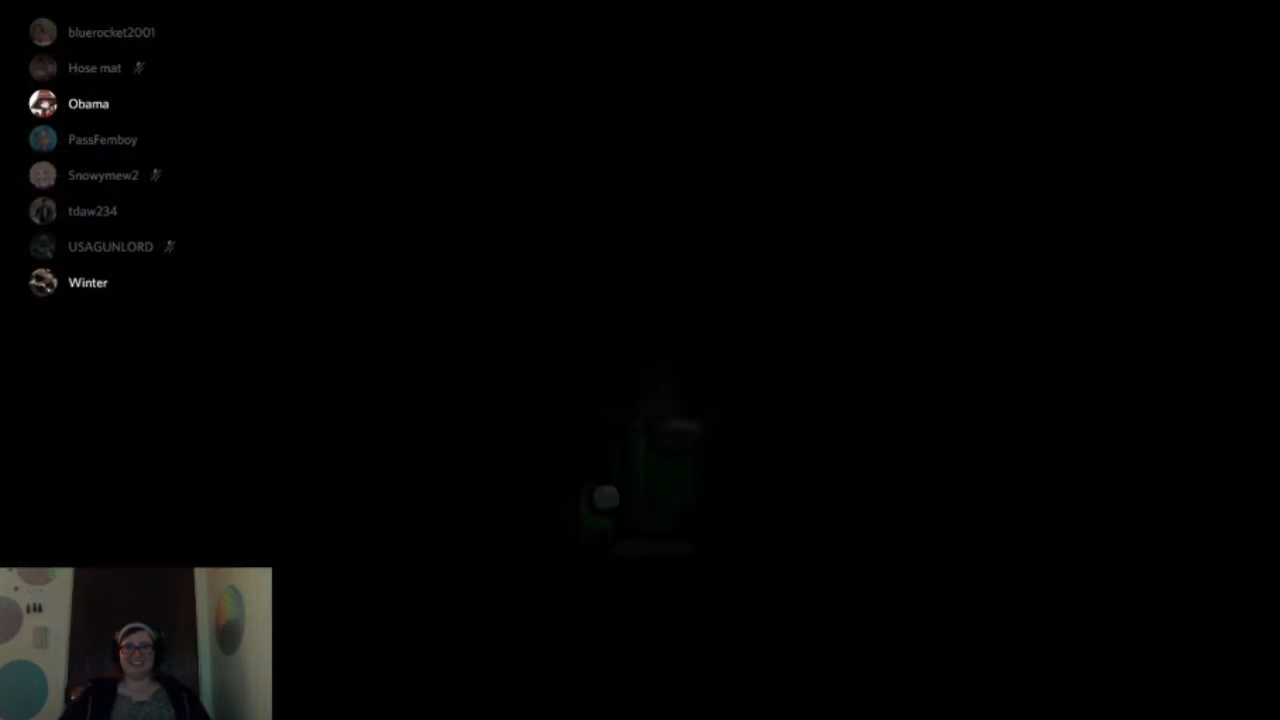 bluerocket2001
Hose mat
Obama
PassFemboy
Snowymew2
tdaw234
USAGUNLORD
Winter